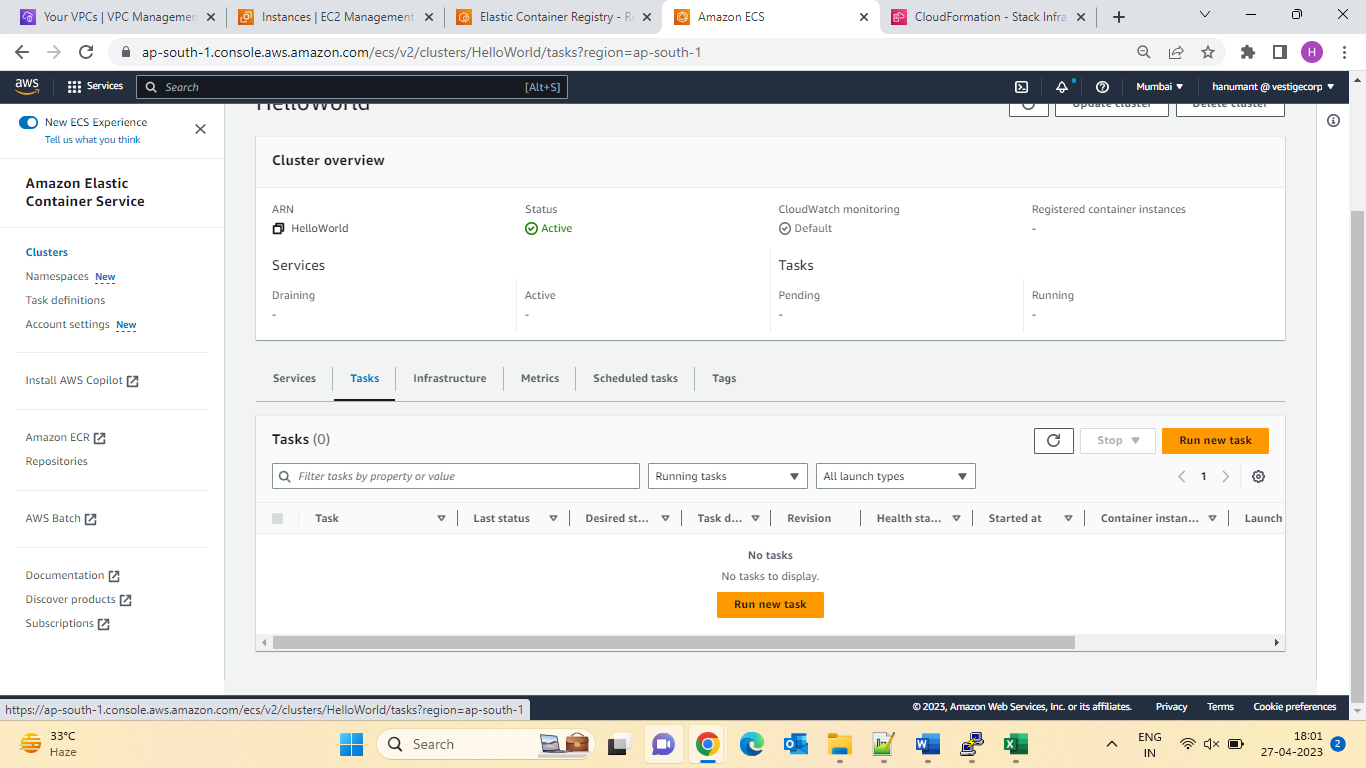 Your VPCs | VPC Managemen
Instances | EC2 Management
Elastic Container Registry - R
Amazon ECS
CloudFormation - Stack Infra
ap-south-1.console.aws.amazon.com/ecs/v2/clusters/HelloWorld/tasks?region=ap-south-1
H
aws
Services
Search
[Alt+S]
Mumbai
hanumant @ vestigecorp
New ECS Experience
Tell us what you think
Amazon Elastic
Container Service
Clusters
Namespaces New
Task definitions
Account settings New
Install AWS Copilot
Amazon ECR
Repositories
AWS Batch
Documentation
Discover products
Subscriptions
HelloWorld
Update cluster
Delete cluster
Cluster overview
ARN
HelloWorld
Status
Active
CloudWatch monitoring
Default
Registered container instances
-
Services
Draining
-
Active
-
Tasks
Pending
-
Running
-
Services
Tasks
Infrastructure
Metrics
Scheduled tasks
Tags
Tasks (0)
Stop
Run new task
Filter tasks by property or value
Running tasks
All launch types
1
Task
Last status
Desired st...
Task d...
Revision
Health sta...
Started at
Container instan...
Launch
No tasks
No tasks to display.
Run new task
https://ap-south-1.console.aws.amazon.com/ecs/v2/clusters/HelloWorld/tasks?region=ap-south-1
© 2023, Amazon Web Services, Inc. or its affiliates.
Privacy
Terms
Cookie preferences
33°C
Haze
Search
ENG
IN
18:01
27-04-2023
2